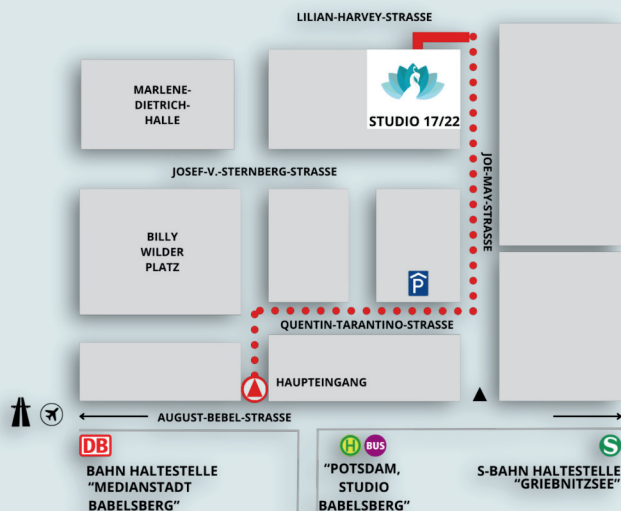 LILIAN-HARVEY-STRASSE
MARLENE-
DIETRICH-
HALLE
STUDIO 17/22
JOSEF-V.-STERNBERG-STRASSE
JOE-MAY-STRASSE
BILLY
WILDER
PLATZ
P
QUENTIN-TARANTINO-STRASSE
HAUPTEINGANG
AUGUST-BEBEL-STRASSE
DB
BAHN HALTESTELLE
“MEDIANSTADT
BABELSBERG”
H BUS
“POTSDAM,
STUDIO
BABELSBERG”
S
S-BAHN HALTESTELLE
“GRIEBNITZSEE”